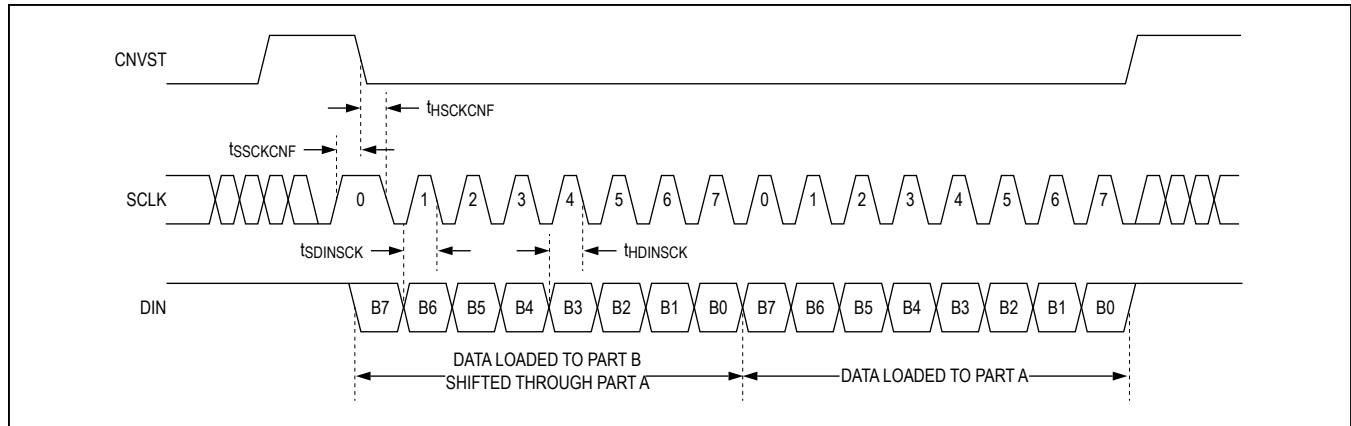 CNVST
tHSCKCNF
tSSCKCNF
SCLK
0 1 2 3 4 5 6 7 0 1 2 3 4 5 6 7
tSDINSCK
tHDINSCK
DIN
B7 B6 B5 B4 B3 B2 B1 B0 B7 B6 B5 B4 B3 B2 B1 B0
DATA LOADED TO PART B
SHIFTED THROUGH PART A
DATA LOADED TO PART A